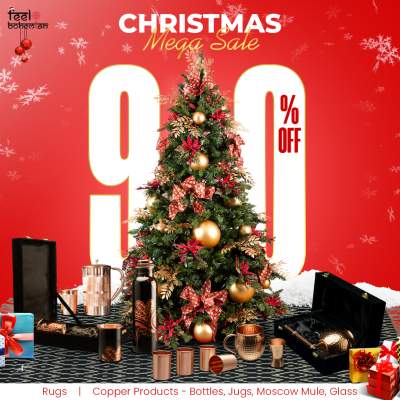 feel
bohemian
CHRISTMAS
Mega Sale
90
%
OFF
Rugs | Copper Products - Bottles, Jugs, Moscow Mule, Glass